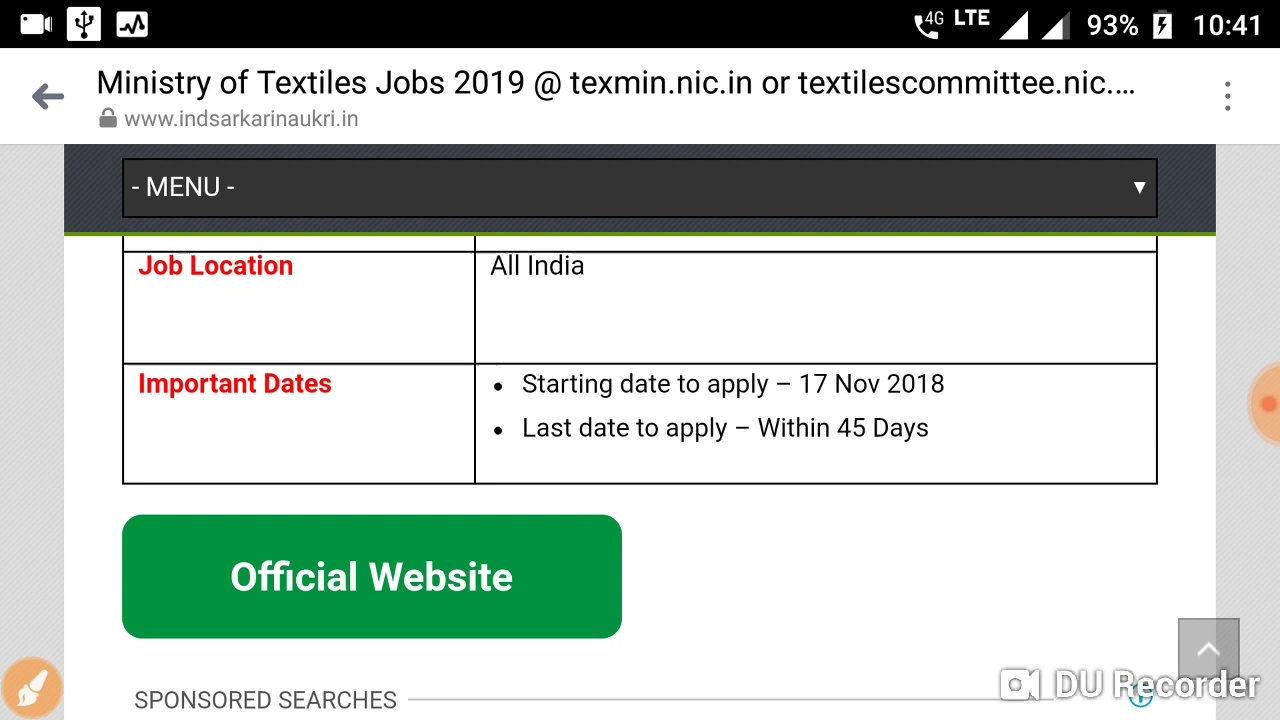 4G LTE 93% 10:41
Ministry of Textiles Jobs 2019 @ texmin.nic.in or textilescommittee.nic....
www.indsarkarinaukri.in
- MENU -
Job Location All India
Important Dates • Starting date to apply – 17 Nov 2018
• Last date to apply – Within 45 Days
Official Website
SPONSORED SEARCHES
DU Recorder